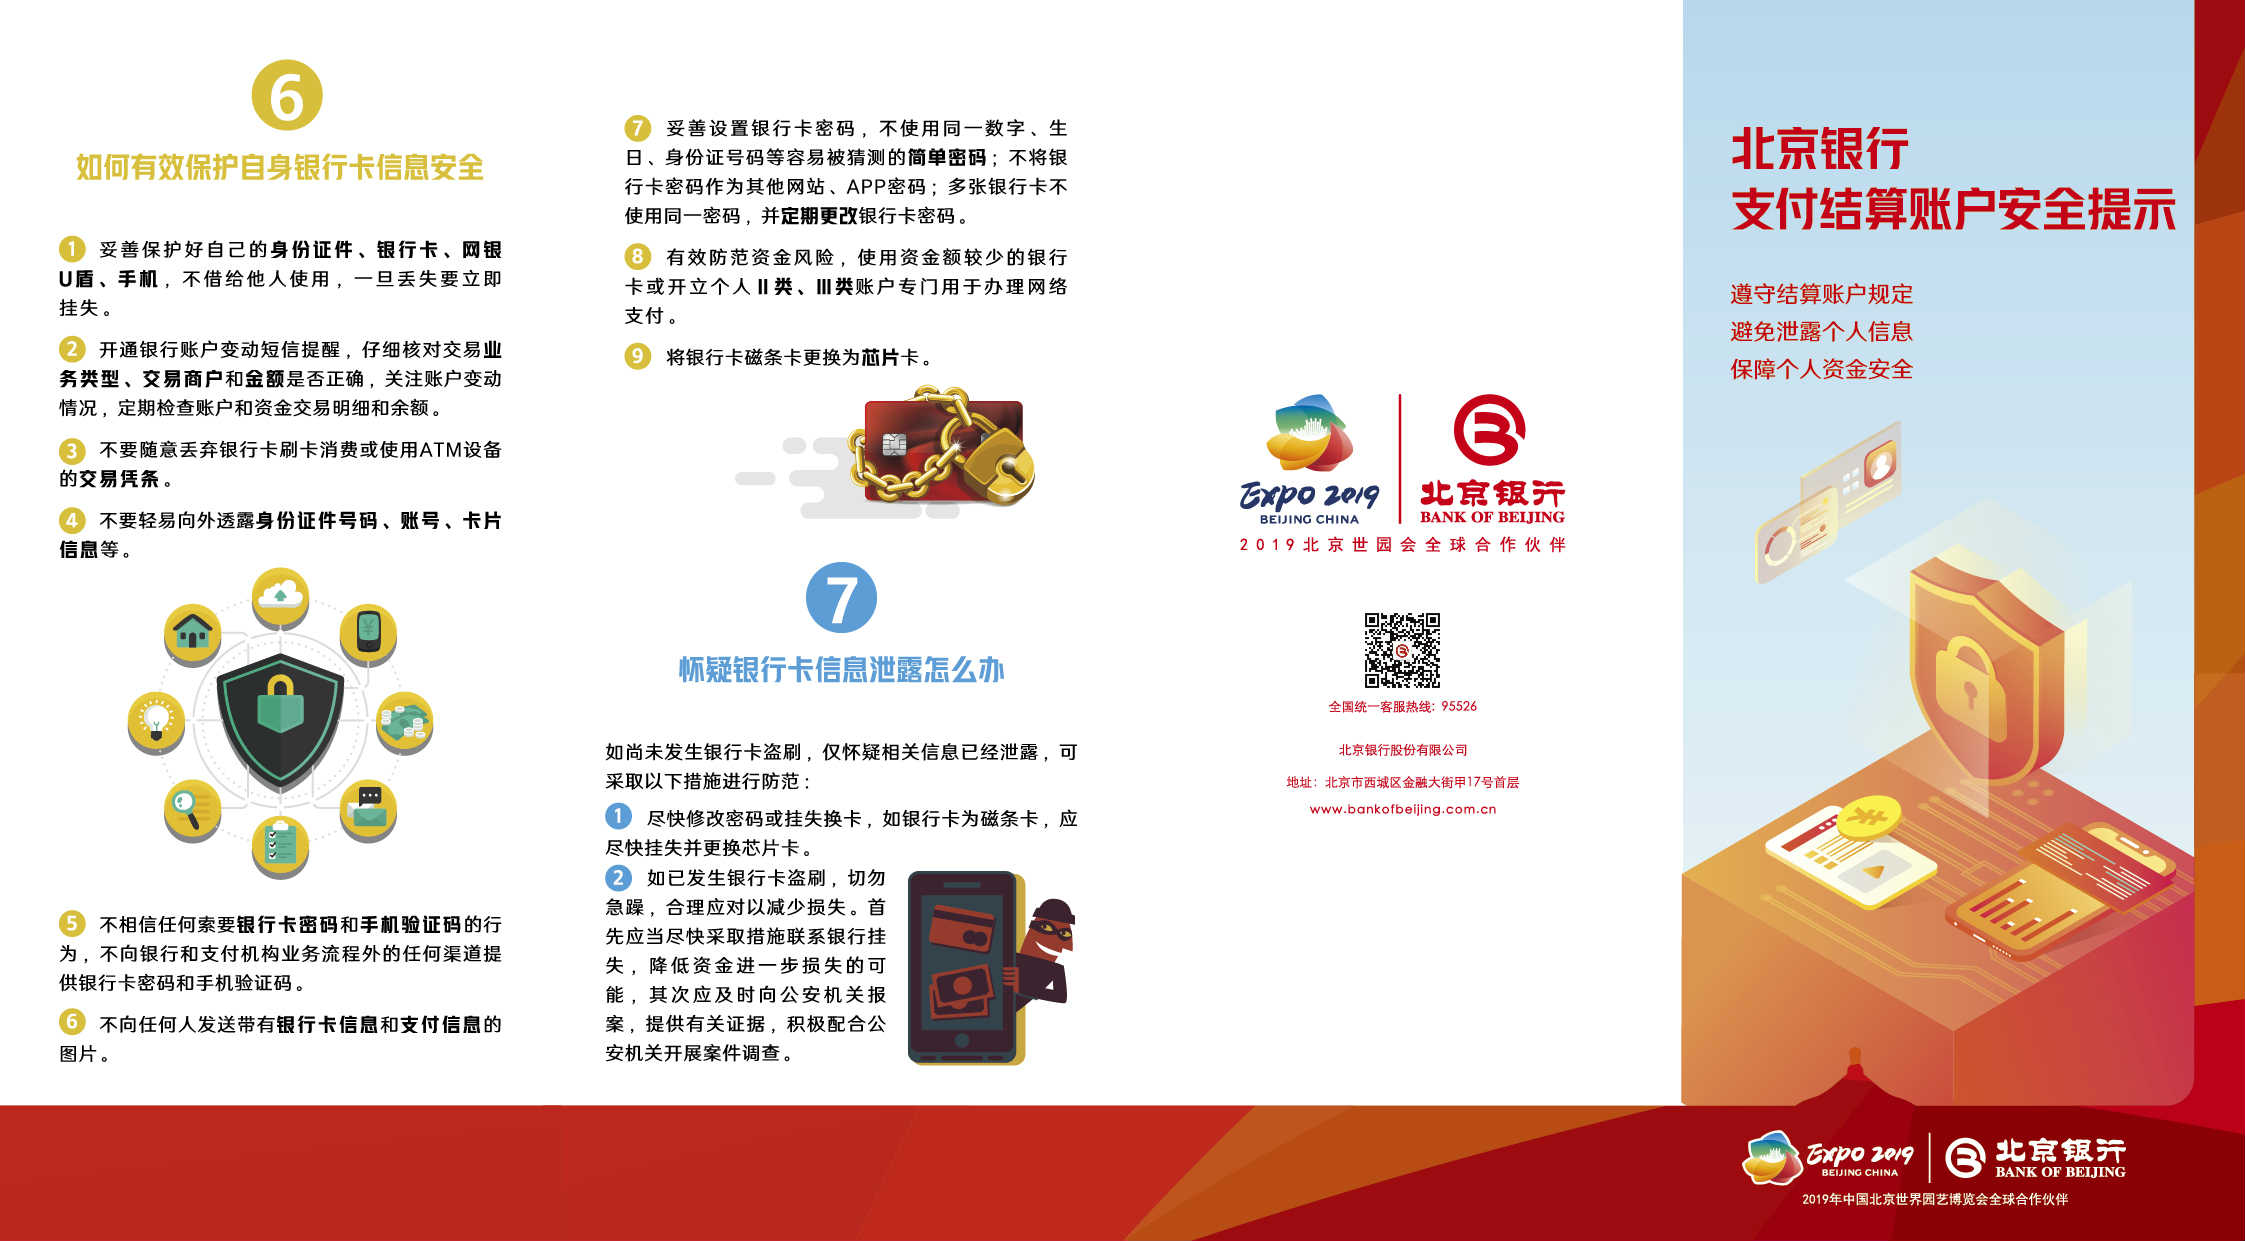 6
如何有效保护自身银行卡信息安全
1 妥善保护好自己的身份证件、银行卡、网银
U盾、手机，不借给他人使用，一旦丢失要立即
挂失。
2 开通银行账户变动短信提醒，仔细核对交易业
务类型、交易商户和金额是否正确，关注账户变动
情况，定期检查账户和资金交易明细和余额。
3 不要随意丢弃银行卡刷卡消费或使用ATM设备
的交易凭条。
4 不要轻易向外透露身份证件号码、账号、卡片
信息等。
5 不相信任何索要银行卡密码和手机验证码的行
为，不向银行和支付机构业务流程外的任何渠道提
供银行卡密码和手机验证码。
6 不向任何人发送带有银行卡信息和支付信息的
图片。
7 妥善设置银行卡密码，不使用同一数字、生
日、身份证号码等容易被猜测的简单密码；不将银
行卡密码作为其他网站、APP密码；多张银行卡不
使用同一密码，并定期更改银行卡密码。
8 有效防范资金风险，使用资金额较少的银行
卡或开立个人II类、III类账户专门用于办理网络
支付。
9 将银行卡磁条卡更换为芯片卡。
7
怀疑银行卡信息泄露怎么办
如尚未发生银行卡盗刷，仅怀疑相关信息已经泄露，可
采取以下措施进行防范：
1 尽快修改密码或挂失换卡，如银行卡为磁条卡，应
尽快挂失并更换芯片卡。
2 如已发生银行卡盗刷，切勿
急躁，合理应对以减少损失。首
先应当尽快采取措施联系银行挂
失，降低资金进一步损失的可
能，其次应及时向公安机关报
案，提供有关证据，积极配合公
安机关开展案件调查。
EXPO 2019
BEIJING CHINA
北京银行
BANK OF BEIJING
2019北京世园会全球合作伙伴
全国统一客服热线：95526
北京银行股份有限公司
地址：北京市西城区金融大街甲17号首层
www.bankofbeijing.com.cn
北京银行
支付结算账户安全提示
遵守结算账户规定
避免泄露个人信息
保障个人资金安全
EXPO 2019
BEIJING CHINA
北京银行
BANK OF BEIJING
2019年中国北京世界园艺博览会全球合作伙伴